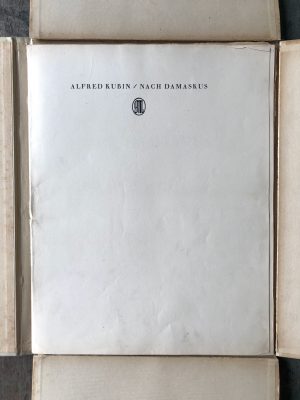 ALFRED KUBIN / NACH DAMASKUS